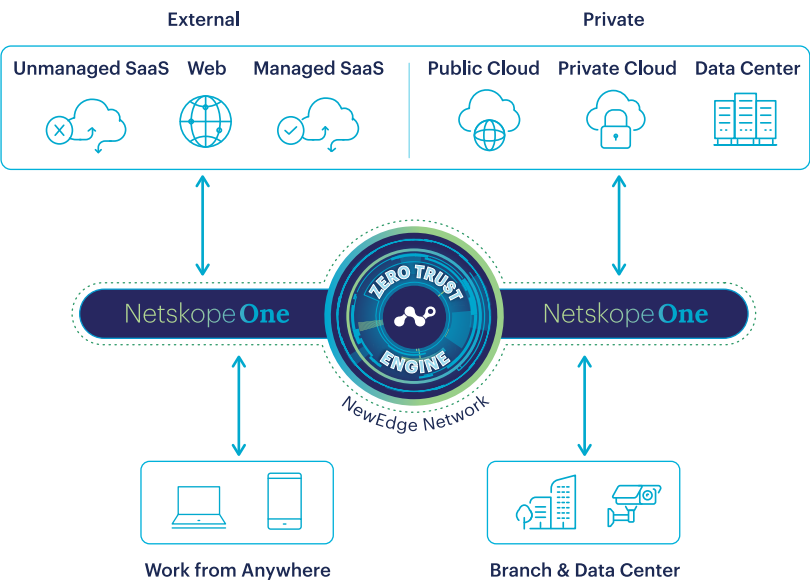 External
Private
Unmanaged SaaS
Web
Managed SaaS
Public Cloud
Private Cloud
Data Center
Netskope One
ZERO TRUST
ENGINE
Netskope One
NewEdge Network
Work from Anywhere
Branch & Data Center